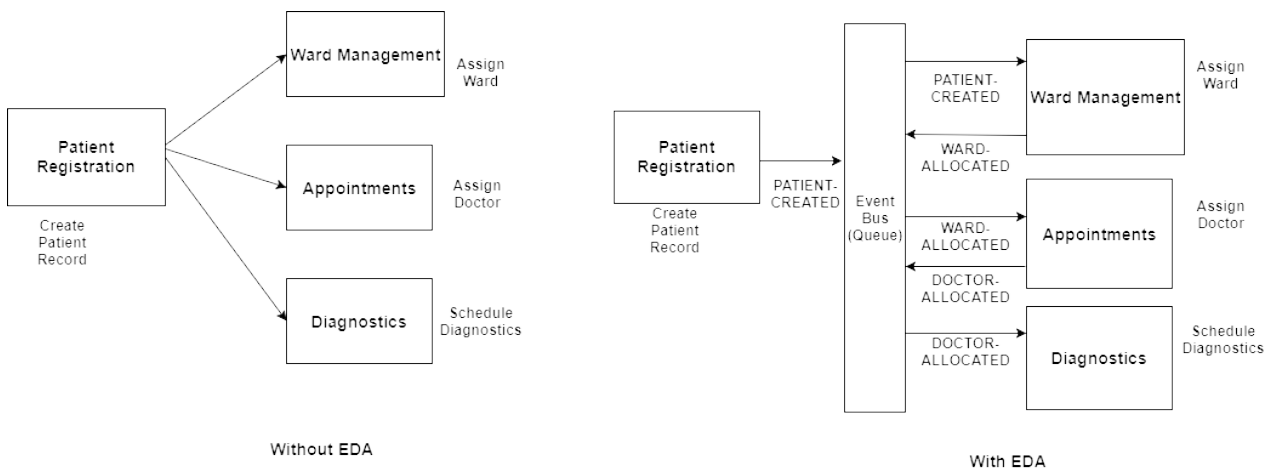 Ward Management
Assign
Ward
Patient
Registration
Create
Patient
Record
Appointments
Assign
Doctor
Diagnostics
Schedule
Diagnostics
Without EDA
Patient
Registration
Create
Patient
Record
PATIENT-
CREATED
Event
Bus
(Queue)
PATIENT-
CREATED
Ward Management
Assign
Ward
WARD-
ALLOCATED
WARD-
ALLOCATED
Appointments
Assign
Doctor
DOCTOR-
ALLOCATED
DOCTOR-
ALLOCATED
Diagnostics
Schedule
Diagnostics
With EDA